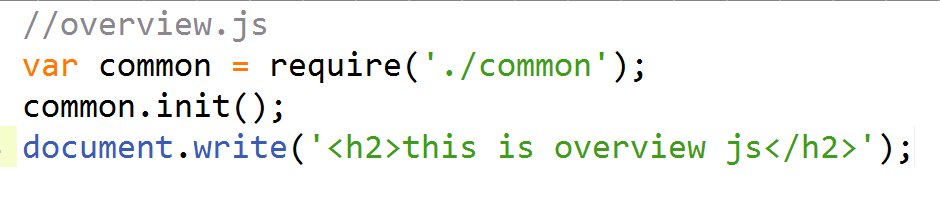 //overview.js
var common = require('./common');
common.init();
document.write('<h2>this is overview js</h2>');